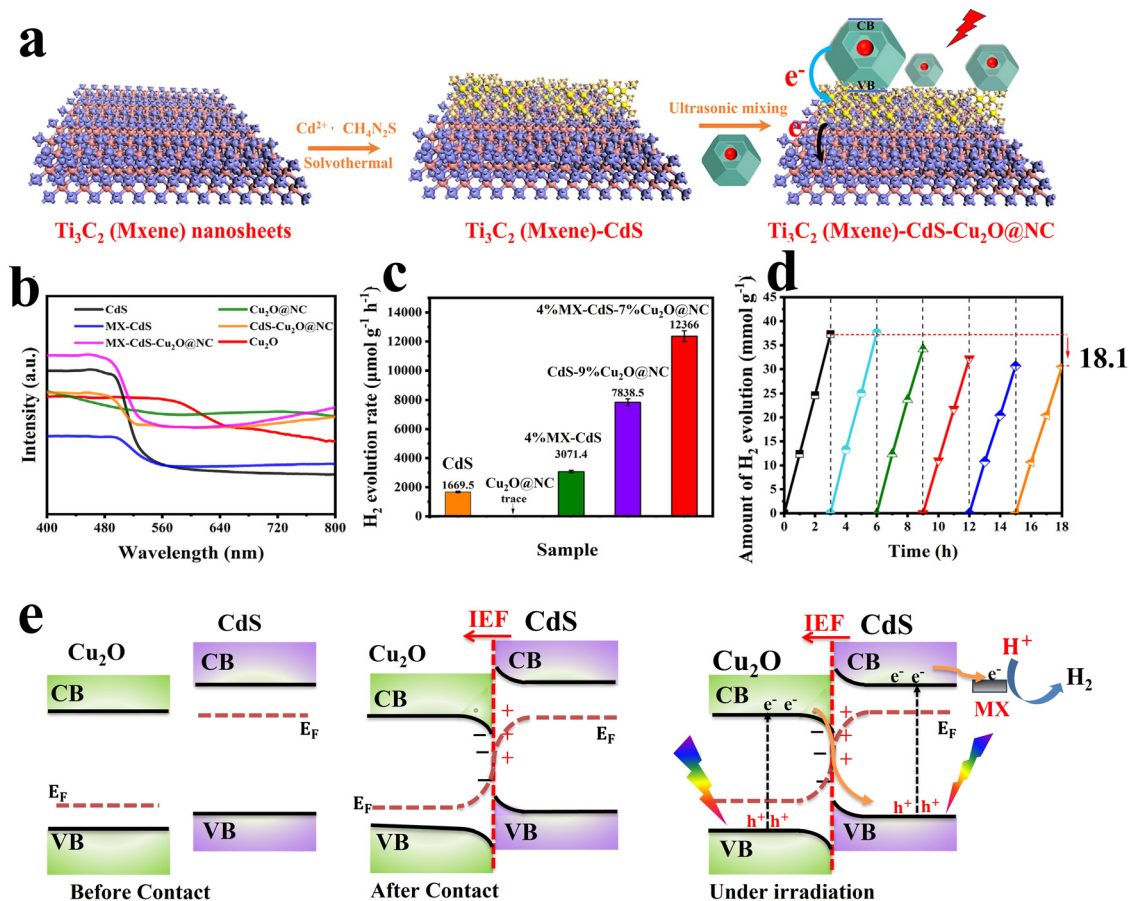 a
CB
VB
e-
e-
Cd²⁺ · CH₄N₂S
Solvothermal
Ultrasonic mixing
Ti₃C₂ (Mxene) nanosheets
Ti₃C₂ (Mxene)-CdS
Ti₃C₂ (Mxene)-CdS-Cu₂O@NC
b
CdS
MX-CdS
MX-CdS-Cu₂O@NC
Cu₂O@NC
CdS-Cu₂O@NC
Cu₂O
Intensity (a.u.)
400 480 560 640 720 800
Wavelength (nm)
c
H₂ evolution rate (μmol g⁻¹ h⁻¹)
14000
12000
10000
8000
6000
4000
2000
0
CdS
1669.5
Cu₂O@NC
trace
4%MX-CdS
3071.4
CdS-9%Cu₂O@NC
7838.5
4%MX-CdS-7%Cu₂O@NC
12366
Sample
d
Amount of H₂ evolution (mmol g⁻¹)
45
40
35
30
25
20
15
10
5
0
0 2 4 6 8 10 12 14 16 18
Time (h)
18.1
e
Cu₂O
CdS
CB
CB
E_F
E_F
VB
VB
Before Contact
IEF
Cu₂O
CdS
CB
CB
+
+
+
+
−
−
−
E_F
E_F
VB
VB
After Contact
IEF
Cu₂O
CdS
CB
CB
e- e-
e- e-
e-
MX
H⁺
H₂
+
+
+
−
−
−
E_F
h⁺ h⁺
h⁺ h⁺
VB
VB
Under irradiation